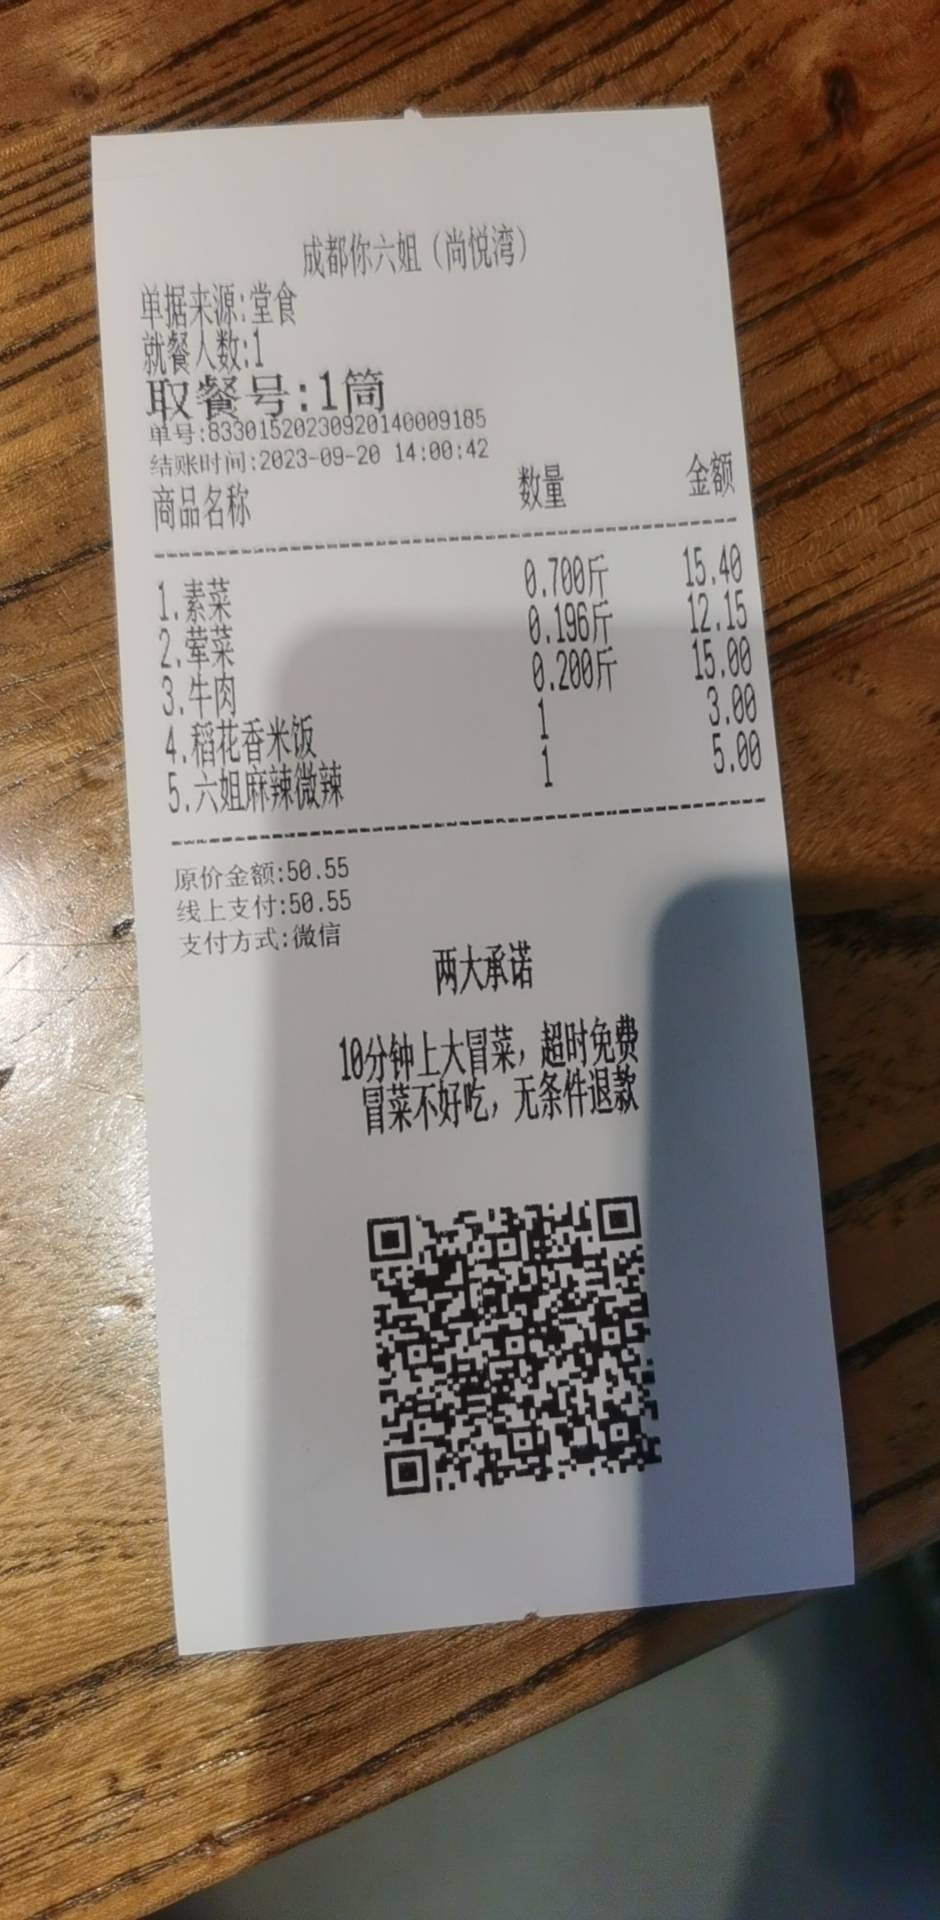 成都你六姐（尚悦湾）
单据来源:堂食
就餐人数:1
取餐号:1筒
单号:833015202309201400091​85
结账时间:2023-09-20 14:00:42
商品名称 数量 金额
1.素菜 0.700斤 15.40
2.荤菜 0.196斤 12.15
3.牛肉 0.200斤 15.00
4.稻花香米饭 1 3.00
5.六姐麻辣微辣 1 5.00
原价金额:50.55
线上支付:50.55
支付方式:微信
两大承诺
10分钟上大冒菜，超时免费
冒菜不好吃，无条件退款